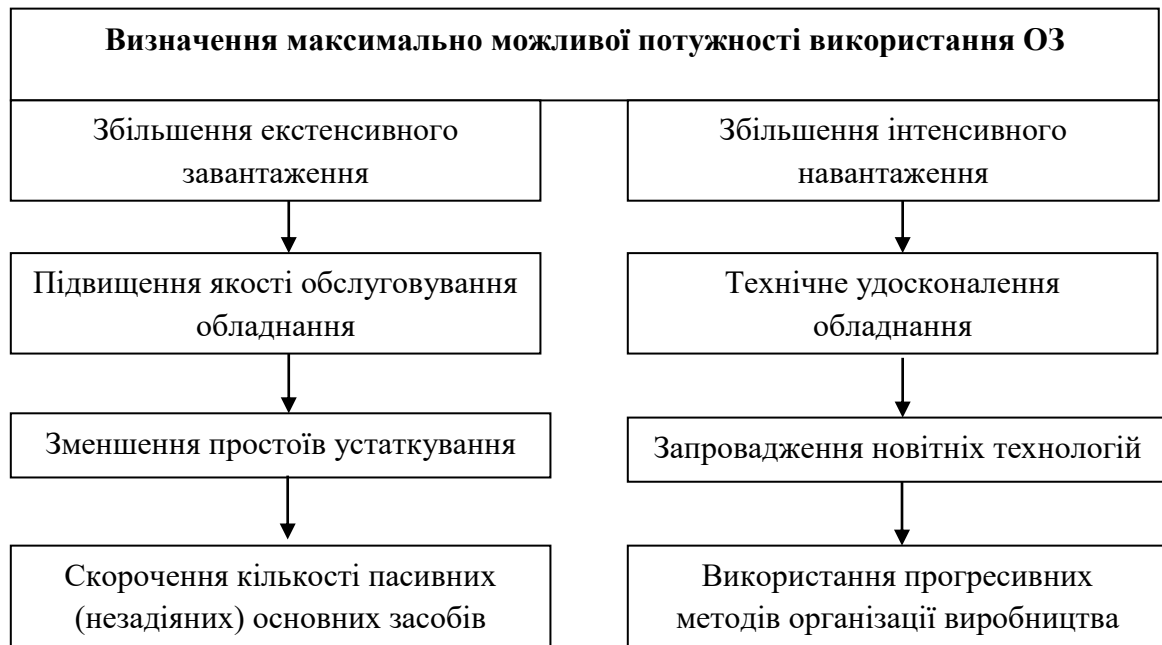 Визначення максимально можливої потужності використання ОЗ
Збільшення екстенсивного
завантаження
Підвищення якості обслуговування
обладнання
Зменшення простоїв устаткування
Скорочення кількості пасивних
(незадіяних) основних засобів
Збільшення інтенсивного
навантаження
Технічне удосконалення
обладнання
Запровадження новітніх технологій
Використання прогресивних
методів організації виробництва